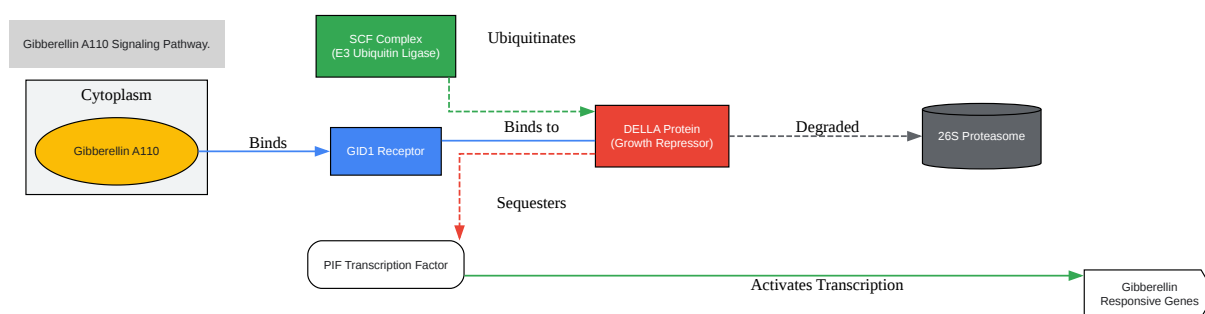 Gibberellin A110 Signaling Pathway.
SCF Complex
(E3 Ubiquitin Ligase)
Ubiquitinates
Cytoplasm
Gibberellin A110
Binds
GID1 Receptor
Binds to
DELLA Protein
(Growth Repressor)
Degraded
26S Proteasome
Sequesters
PIF Transcription Factor
Activates Transcription
Gibberellin
Responsive Genes